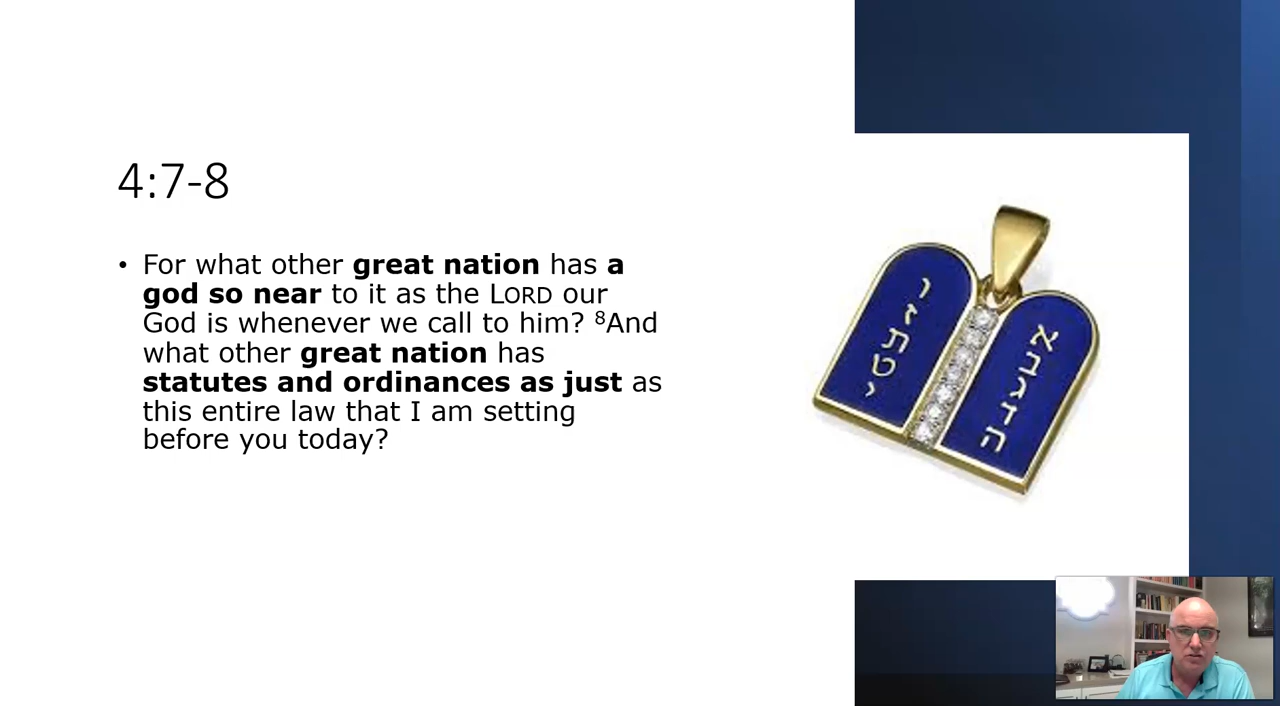 4:7-8
• For what other great nation has a
god so near to it as the LORD our
God is whenever we call to him? ⁸And
what other great nation has
statutes and ordinances as just as
this entire law that I am setting
before you today?
א
ב
ג
ד
ה
ו
ז
ח
ט
י